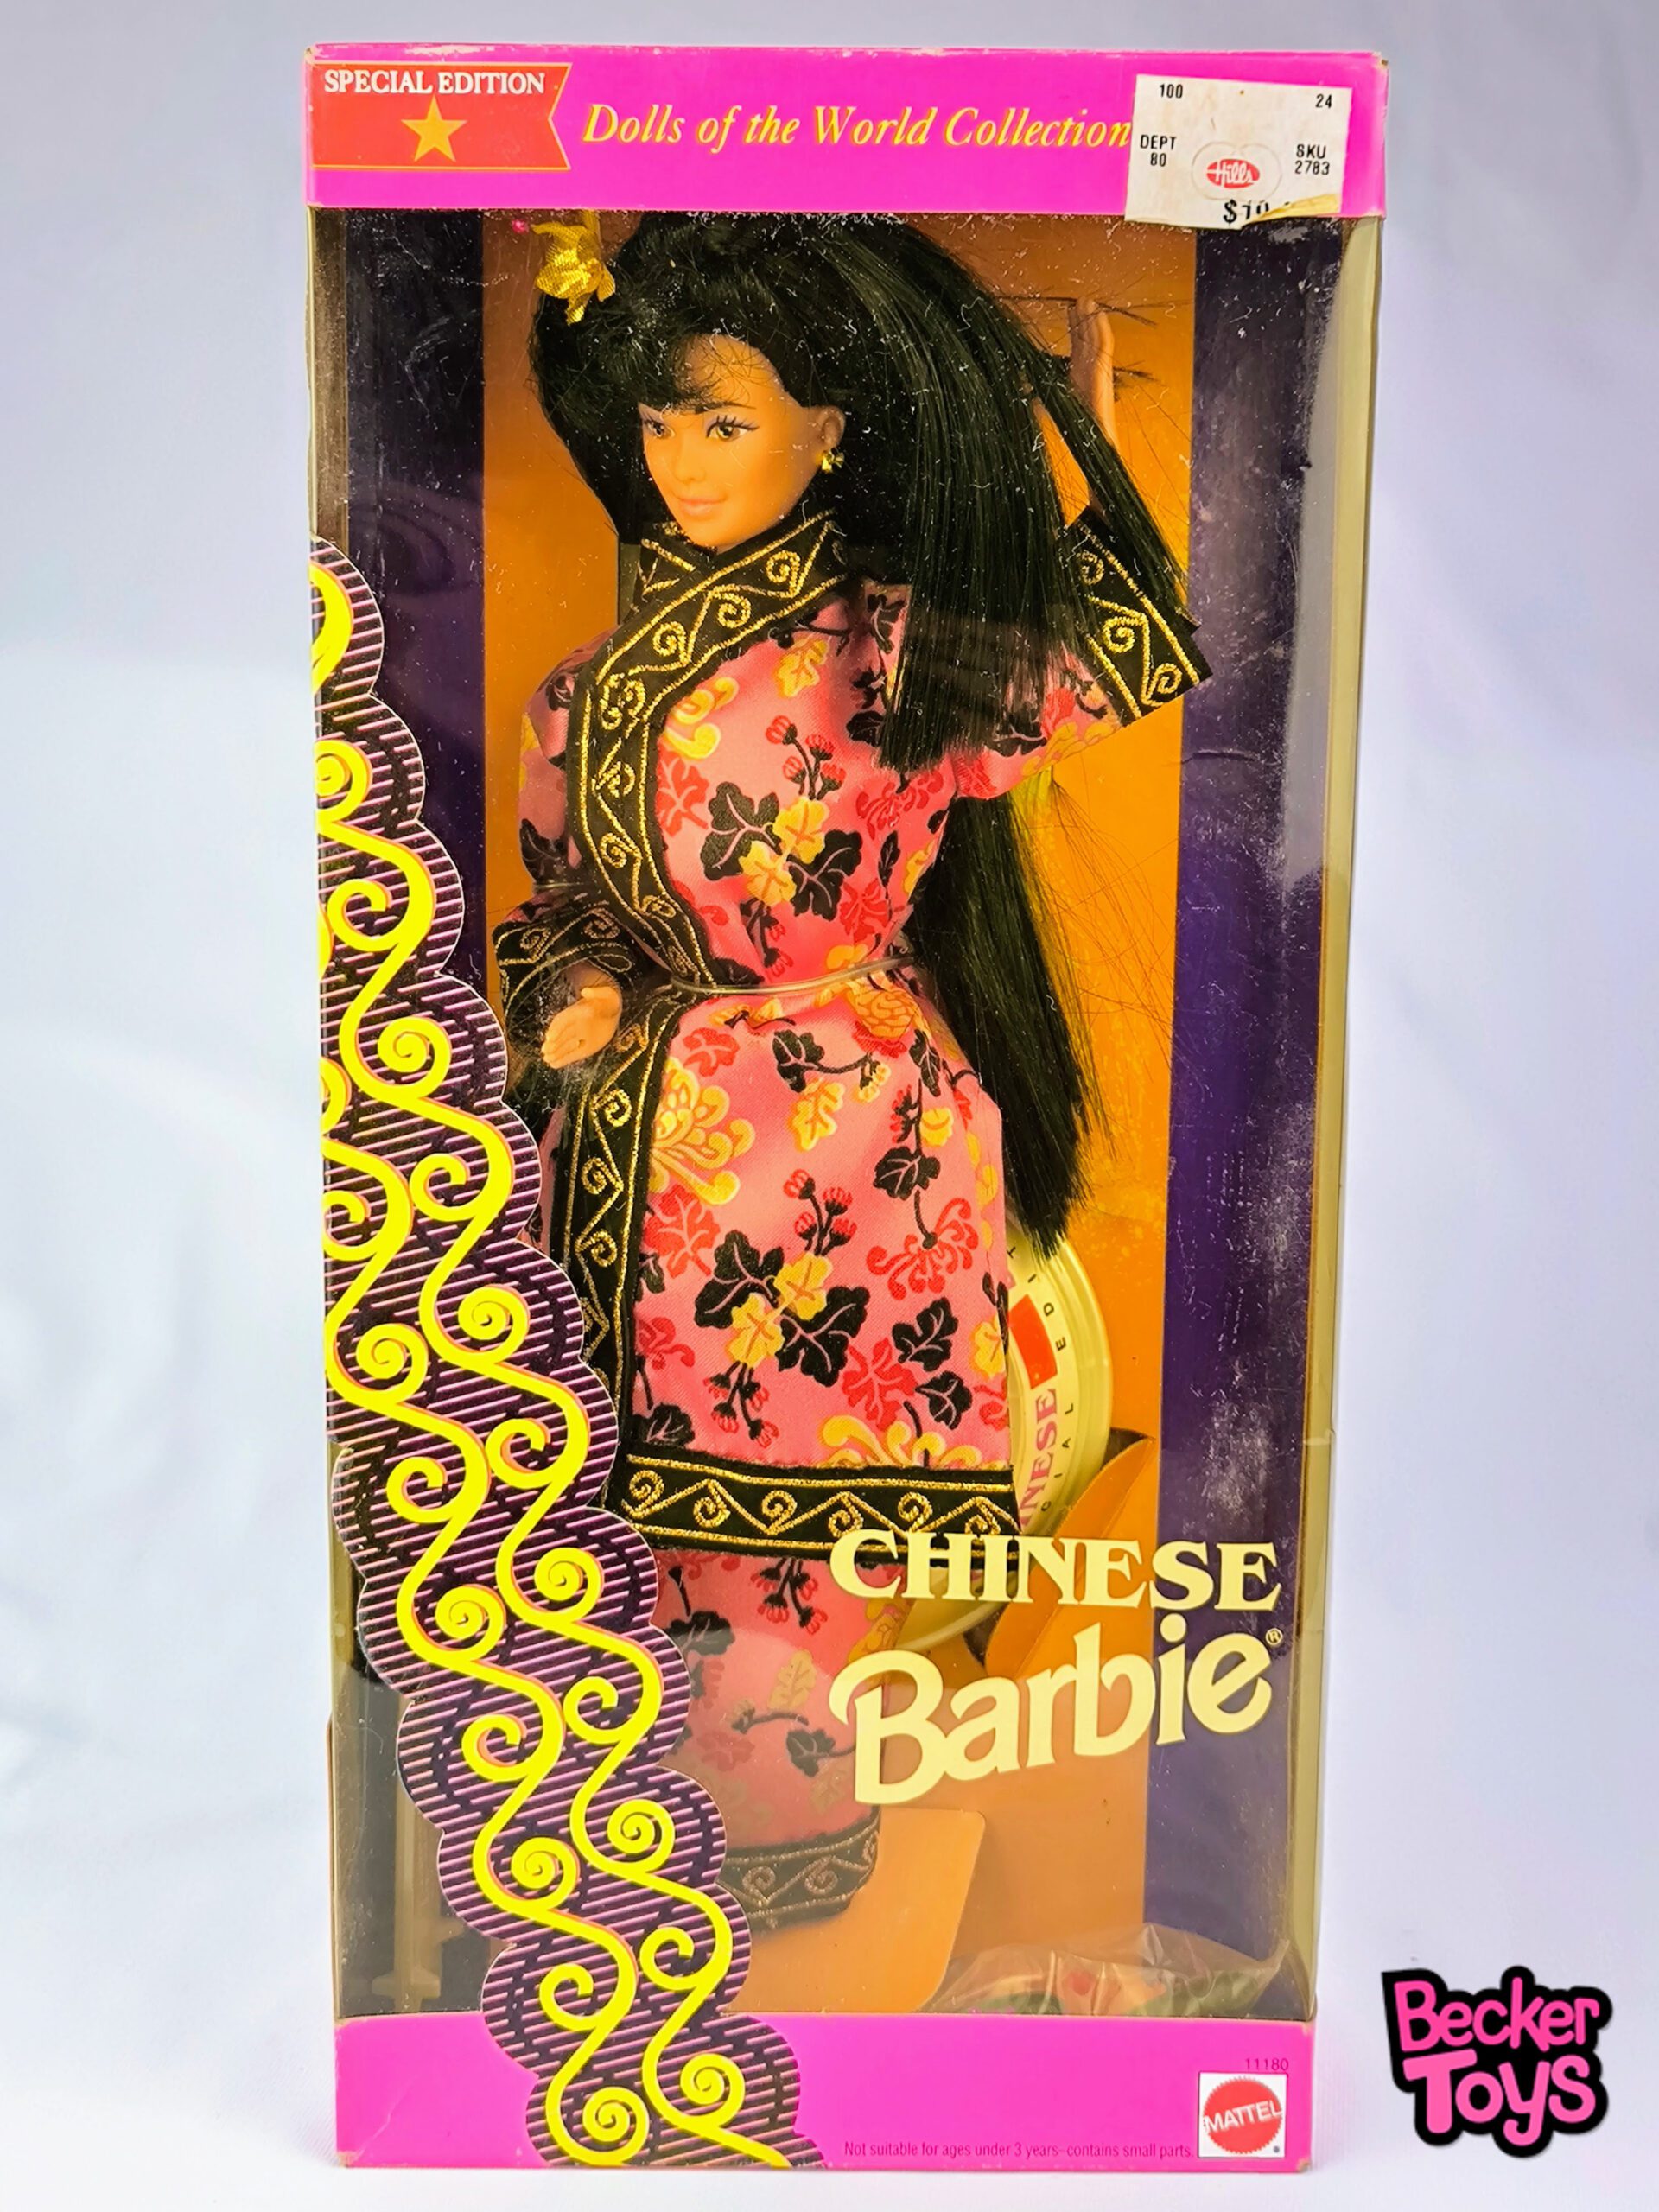 SPECIAL EDITION
Dolls of the World Collection
100 24
DEPT 80
Hills
SKU 2783
CHINESE
Barbie®
11180
MATTEL
Not suitable for ages under 3 years–contains small parts.
Becker
Toys